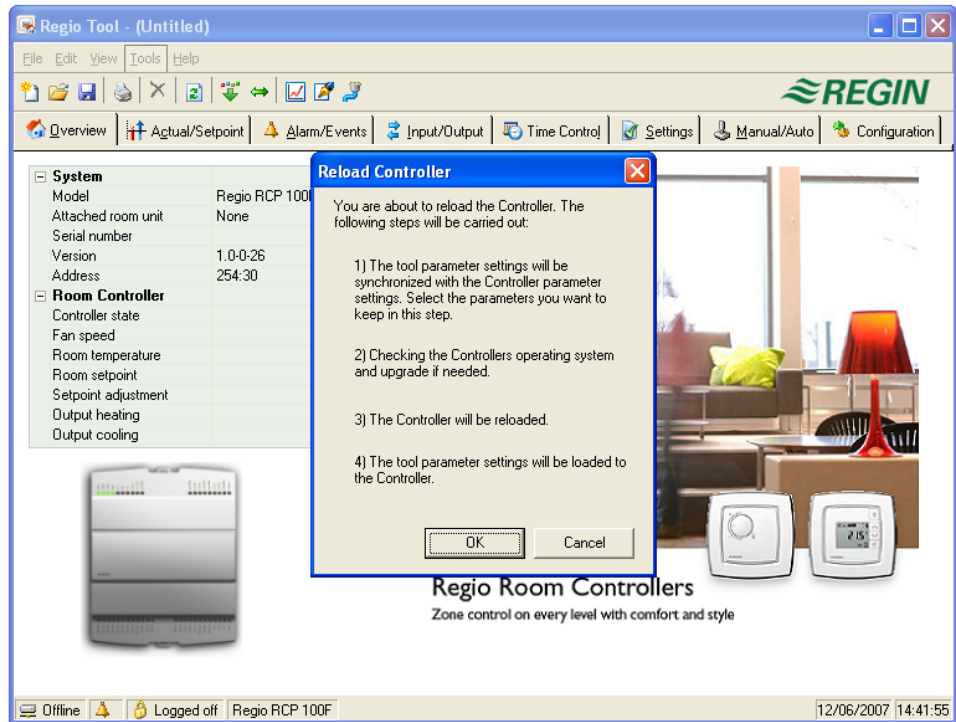 Regio Tool - (Untitled)
File Edit View Tools Help
REGIN
Overview Actual/Setpoint Alarm/Events Input/Output Time Control Settings Manual/Auto Configuration
System
Model Regio RCP 100
Attached room unit None
Serial number
Version 1.0-0-26
Address 254:30
Room Controller
Controller state
Fan speed
Room temperature
Room setpoint
Setpoint adjustment
Output heating
Output cooling
Reload Controller
You are about to reload the Controller. The
following steps will be carried out:
1) The tool parameter settings will be
synchronized with the Controller parameter
settings. Select the parameters you want to
keep in this step.
2) Checking the Controllers operating system
and upgrade if needed.
3) The Controller will be reloaded.
4) The tool parameter settings will be loaded to
the Controller.
OK Cancel
Regio Room Controllers
Zone control on every level with comfort and style
Offline Logged off Regio RCP 100F 12/06/2007 14:41:55